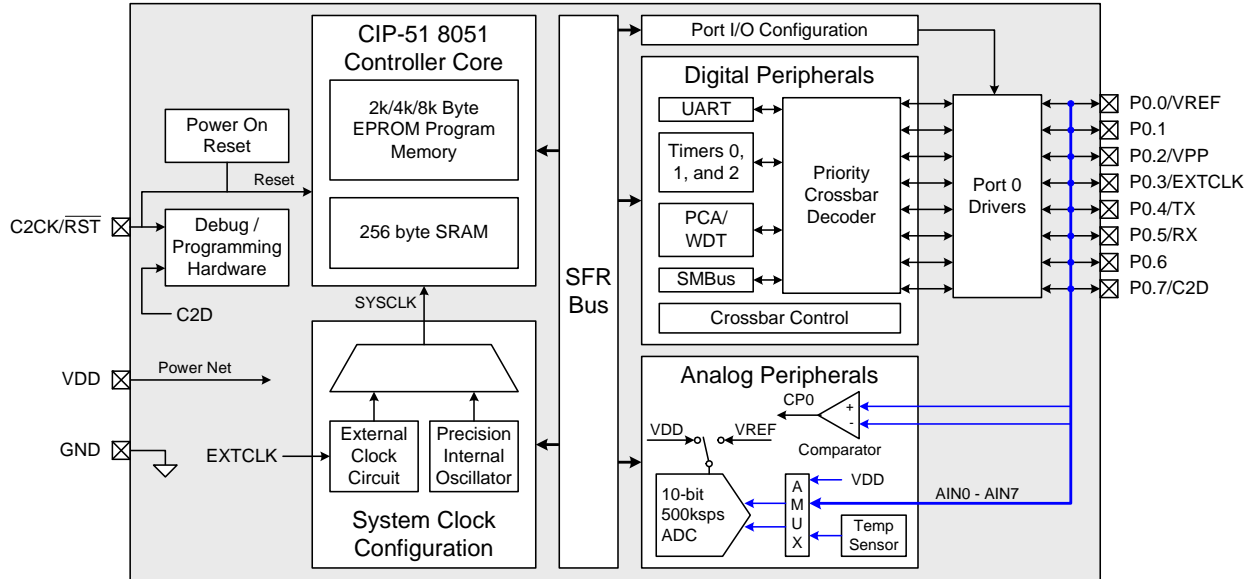 CIP-51 8051
Controller Core
2k/4k/8k Byte
EPROM Program
Memory
256 byte SRAM
Power On
Reset
Reset
C2CK/RST
Debug /
Programming
Hardware
C2D
SYSCLK
VDD
Power Net
GND
EXTCLK
External
Clock
Circuit
Precision
Internal
Oscillator
System Clock
Configuration
SFR
Bus
Port I/O Configuration
Digital Peripherals
UART
Timers 0,
1, and 2
PCA/
WDT
SMBus
Priority
Crossbar
Decoder
Crossbar Control
Port 0
Drivers
P0.0/VREF
P0.1
P0.2/VPP
P0.3/EXTCLK
P0.4/TX
P0.5/RX
P0.6
P0.7/C2D
Analog Peripherals
CP0
+
-
Comparator
VDD
VREF
10-bit
500ksps
ADC
A
M
U
X
VDD
AIN0 - AIN7
Temp
Sensor